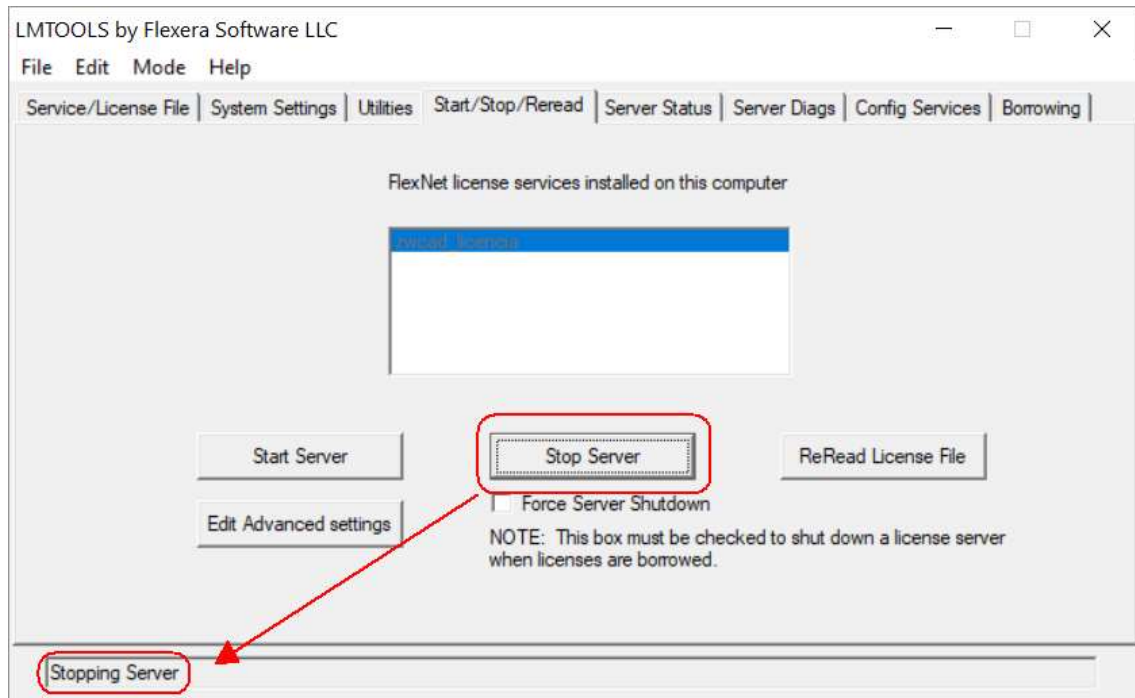 LMTOOLS by Flexera Software LLC
File Edit Mode Help
Service/License File System Settings Utilities Start/Stop/Reread Server Status Server Diags Config Services Borrowing
FlexNet license services installed on this computer
zwcad_licencia
Start Server Stop Server ReRead License File
Force Server Shutdown
Edit Advanced settings
NOTE: This box must be checked to shut down a license server
when licenses are borrowed.
Stopping Server